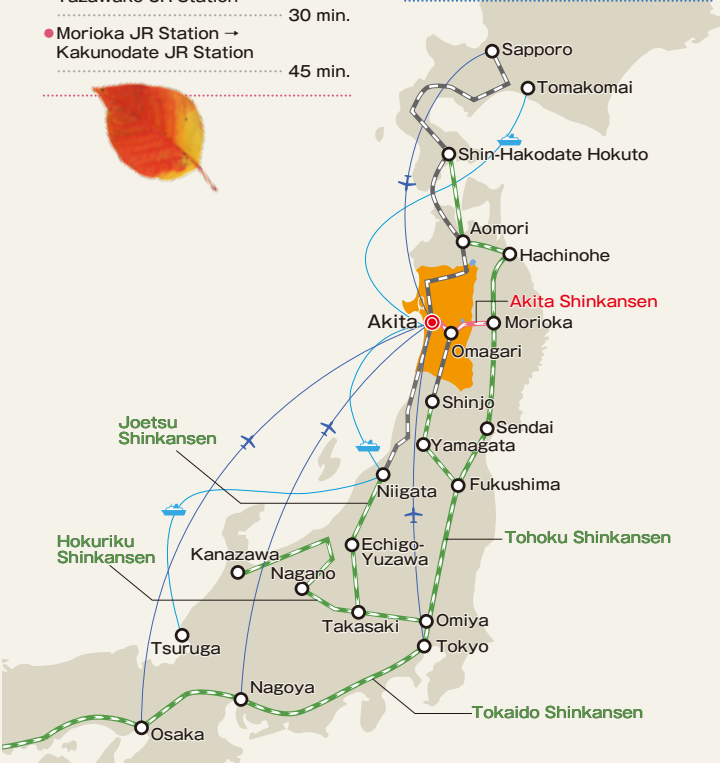 Yazawako JR Station
30 min.
Morioka JR Station →
Kakunodate JR Station
45 min.
Sapporo
Tomakomai
Shin-Hakodate Hokuto
Aomori
Hachinohe
Akita Shinkansen
Akita
Morioka
Omagari
Shinjo
Joetsu
Shinkansen
Sendai
Yamagata
Niigata
Fukushima
Hokuriku
Shinkansen
Tohoku Shinkansen
Kanazawa
Echigo-
Yuzawa
Nagano
Takasaki
Omiya
Tsuruga
Tokyo
Nagoya
Tokaido Shinkansen
Osaka